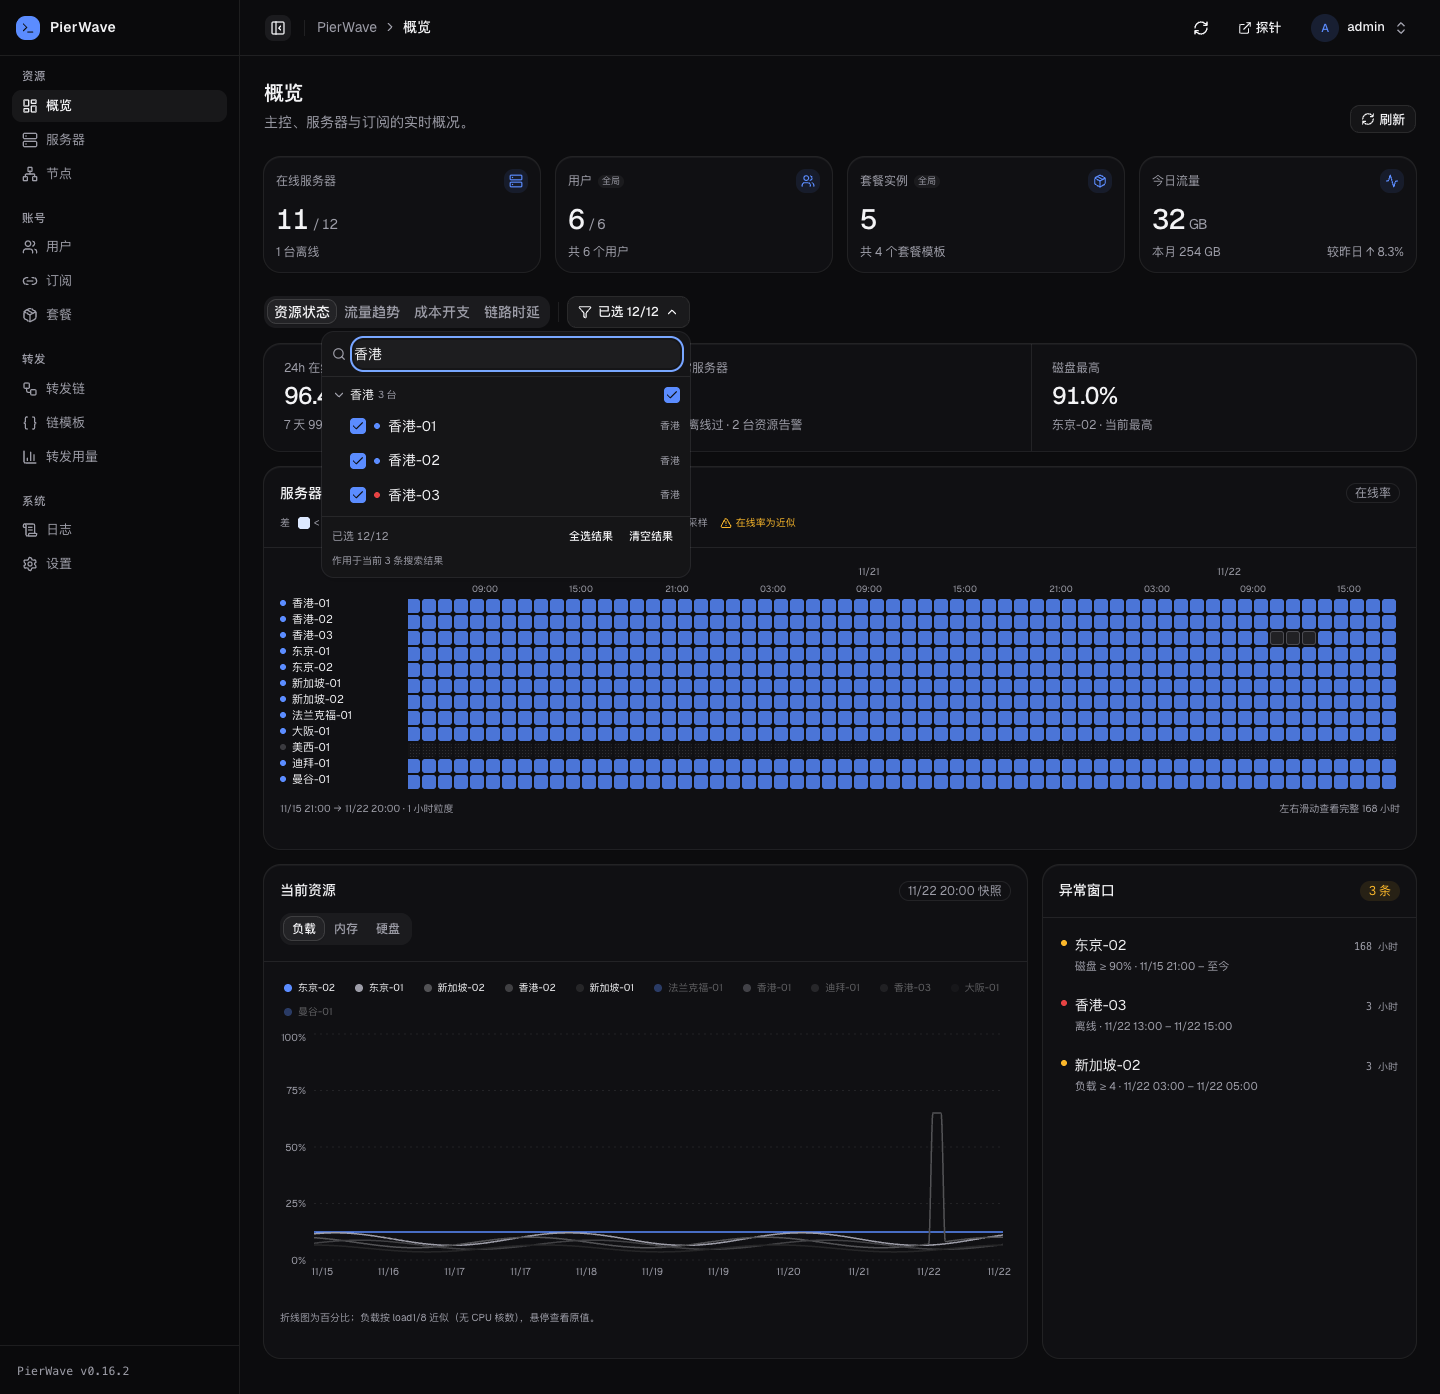 PierWave
PierWave > 概览
探针
A admin
资源
概览
服务器
节点
账号
用户
订阅
套餐
转发
转发链
链模板
转发用量
系统
日志
设置
PierWave v0.16.2
概览
主控、服务器与订阅的实时概况。
刷新
在线服务器
11 / 12
1 台离线
用户 全局
6 / 6
共 6 个用户
套餐实例 全局
5
共 4 个套餐模板
今日流量
32 GB
本月 254 GB 较昨日 ↑ 8.3%
资源状态 流量趋势 成本开支 链路时延
已选 12/12
香港
香港 3 台
香港-01 香港
香港-02 香港
香港-03 香港
已选 12/12 全选结果 清空结果
作用于当前 3 条搜索结果
24h 在
96.
7 天 99
服务器
离线过 · 2 台资源告警
磁盘最高
91.0%
东京-02 · 当前最高
服务器
在线率
差 <
采样 在线率为近似
11/21 11/22
09:00 15:00 21:00 03:00 09:00 15:00 21:00 03:00 09:00 15:00
香港-01
香港-02
香港-03
东京-01
东京-02
新加坡-01
新加坡-02
法兰克福-01
大阪-01
美西-01
迪拜-01
曼谷-01
11/15 21:00 → 11/22 20:00 · 1 小时粒度 左右滑动查看完整 168 小时
当前资源 11/22 20:00 快照
负载 内存 硬盘
东京-02 东京-01 新加坡-02 香港-02 新加坡-01 法兰克福-01 香港-01 迪拜-01 香港-03 大阪-01
曼谷-01
100%
75%
50%
25%
0%
11/15 11/16 11/17 11/17 11/18 11/19 11/19 11/20 11/21 11/22 11/22
折线图为百分比；负载按 load1/8 近似（无 CPU 核数），悬停查看原值。
异常窗口 3 条
东京-02 168 小时
磁盘 ≥ 90% · 11/15 21:00 – 至今
香港-03 3 小时
离线 · 11/22 13:00 – 11/22 15:00
新加坡-02 3 小时
负载 ≥ 4 · 11/22 03:00 – 11/22 05:00